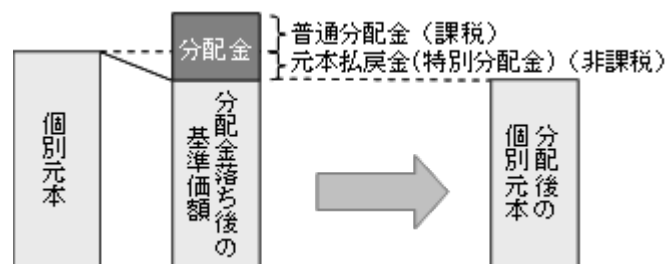 分配金
普通分配金（課税）
元本払戻金(特別分配金)（非課税）
個別元本
分配金落ち後の
基準価額
分配後の
個別元本